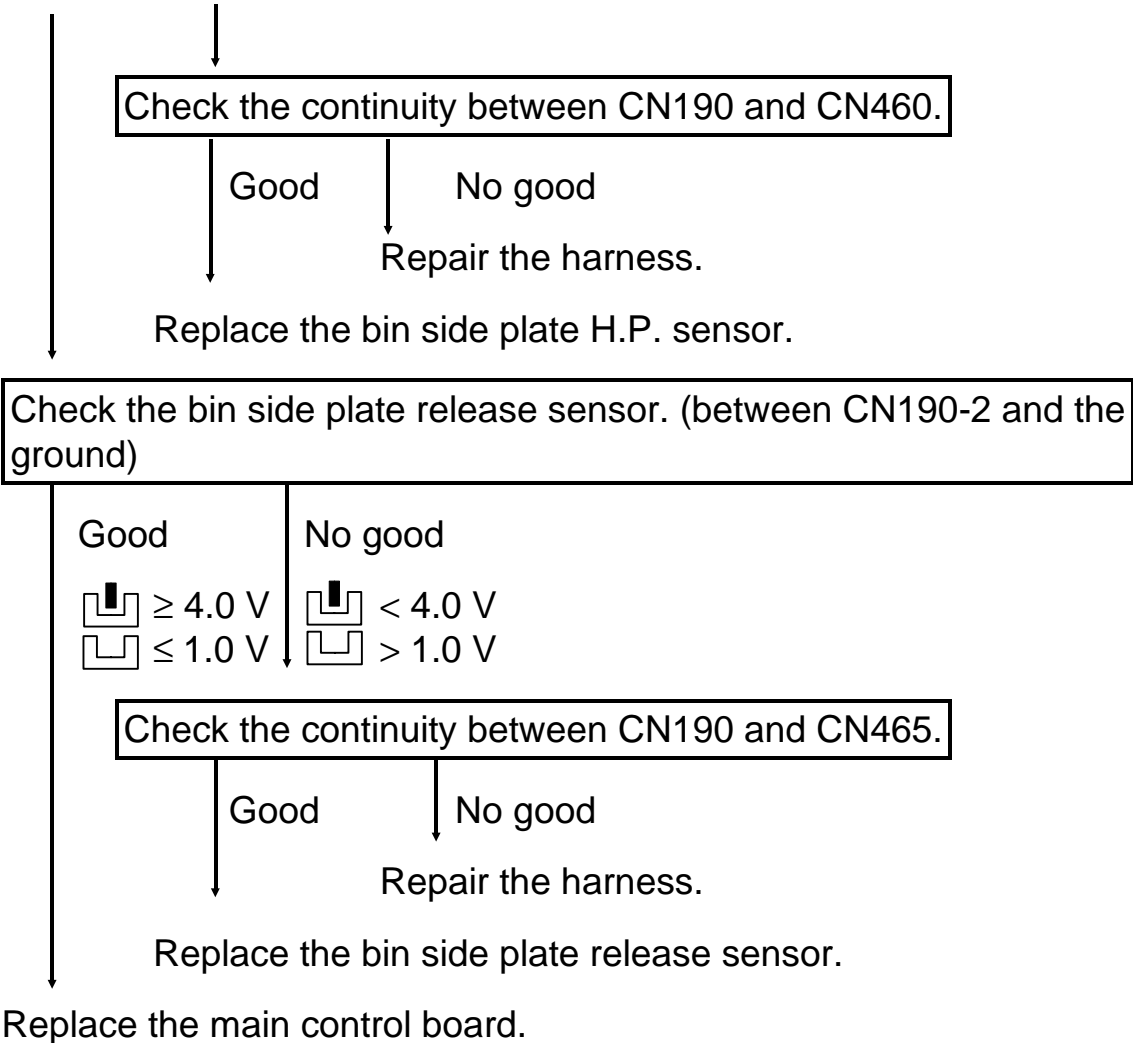 Check the continuity between CN190 and CN460.
Good No good
Repair the harness.
Replace the bin side plate H.P. sensor.
Check the bin side plate release sensor. (between CN190-2 and the
ground)
Good No good
≥ 4.0 V < 4.0 V
≤ 1.0 V > 1.0 V
Check the continuity between CN190 and CN465.
Good No good
Repair the harness.
Replace the bin side plate release sensor.
Replace the main control board.